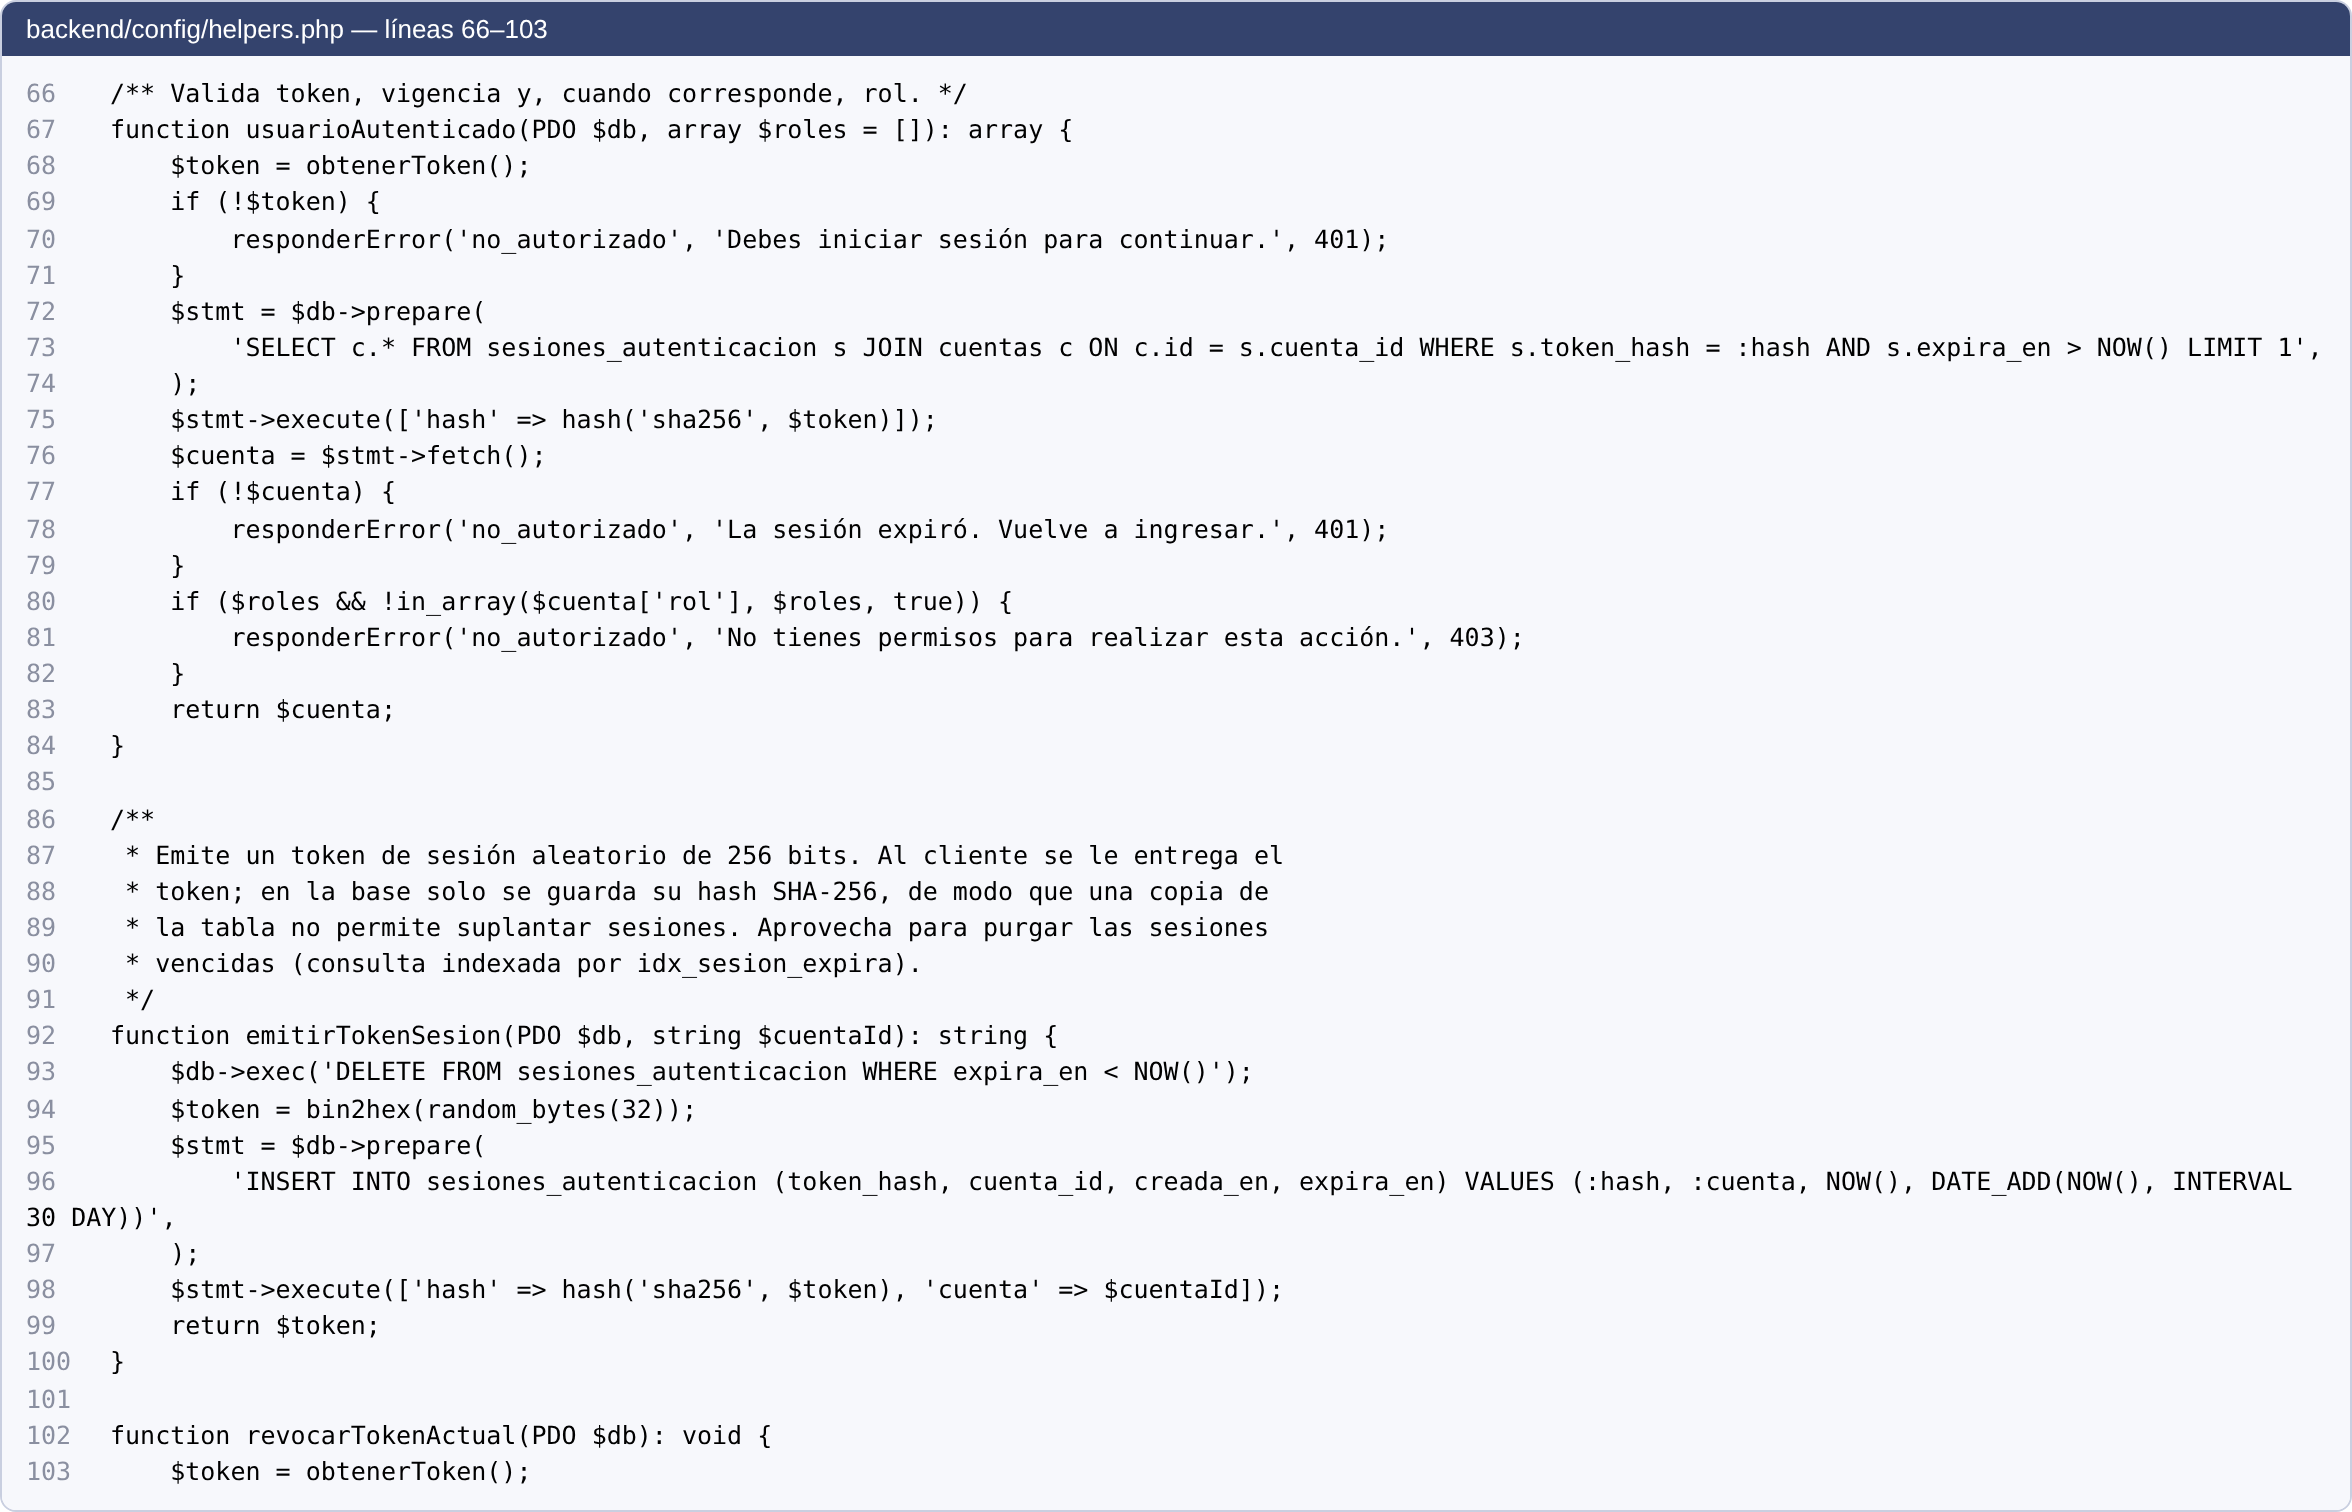 backend/config/helpers.php — líneas 66–103
66 /** Valida token, vigencia y, cuando corresponde, rol. */
67 function usuarioAutenticado(PDO $db, array $roles = []): array {
68     $token = obtenerToken();
69     if (!$token) {
70         responderError('no_autorizado', 'Debes iniciar sesión para continuar.', 401);
71     }
72     $stmt = $db->prepare(
73         'SELECT c.* FROM sesiones_autenticacion s JOIN cuentas c ON c.id = s.cuenta_id WHERE s.token_hash = :hash AND s.expira_en > NOW() LIMIT 1',
74     );
75     $stmt->execute(['hash' => hash('sha256', $token)]);
76     $cuenta = $stmt->fetch();
77     if (!$cuenta) {
78         responderError('no_autorizado', 'La sesión expiró. Vuelve a ingresar.', 401);
79     }
80     if ($roles && !in_array($cuenta['rol'], $roles, true)) {
81         responderError('no_autorizado', 'No tienes permisos para realizar esta acción.', 403);
82     }
83     return $cuenta;
84 }
85
86 /**
87  * Emite un token de sesión aleatorio de 256 bits. Al cliente se le entrega el
88  * token; en la base solo se guarda su hash SHA-256, de modo que una copia de
89  * la tabla no permite suplantar sesiones. Aprovecha para purgar las sesiones
90  * vencidas (consulta indexada por idx_sesion_expira).
91  */
92 function emitirTokenSesion(PDO $db, string $cuentaId): string {
93     $db->exec('DELETE FROM sesiones_autenticacion WHERE expira_en < NOW()');
94     $token = bin2hex(random_bytes(32));
95     $stmt = $db->prepare(
96         'INSERT INTO sesiones_autenticacion (token_hash, cuenta_id, creada_en, expira_en) VALUES (:hash, :cuenta, NOW(), DATE_ADD(NOW(), INTERVAL
30 DAY))',
97     );
98     $stmt->execute(['hash' => hash('sha256', $token), 'cuenta' => $cuentaId]);
99     return $token;
100 }
101
102 function revocarTokenActual(PDO $db): void {
103     $token = obtenerToken();